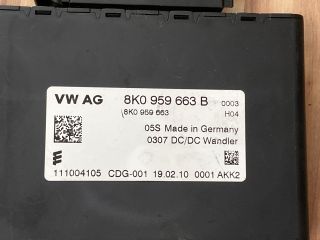 VW AG 8K0 959 663 B 0003
8K0 959 663 H04
05S Made in Germany
0307 DC/DC Wandler
111004105 CDG-001 19.02.10 0001 AKK2